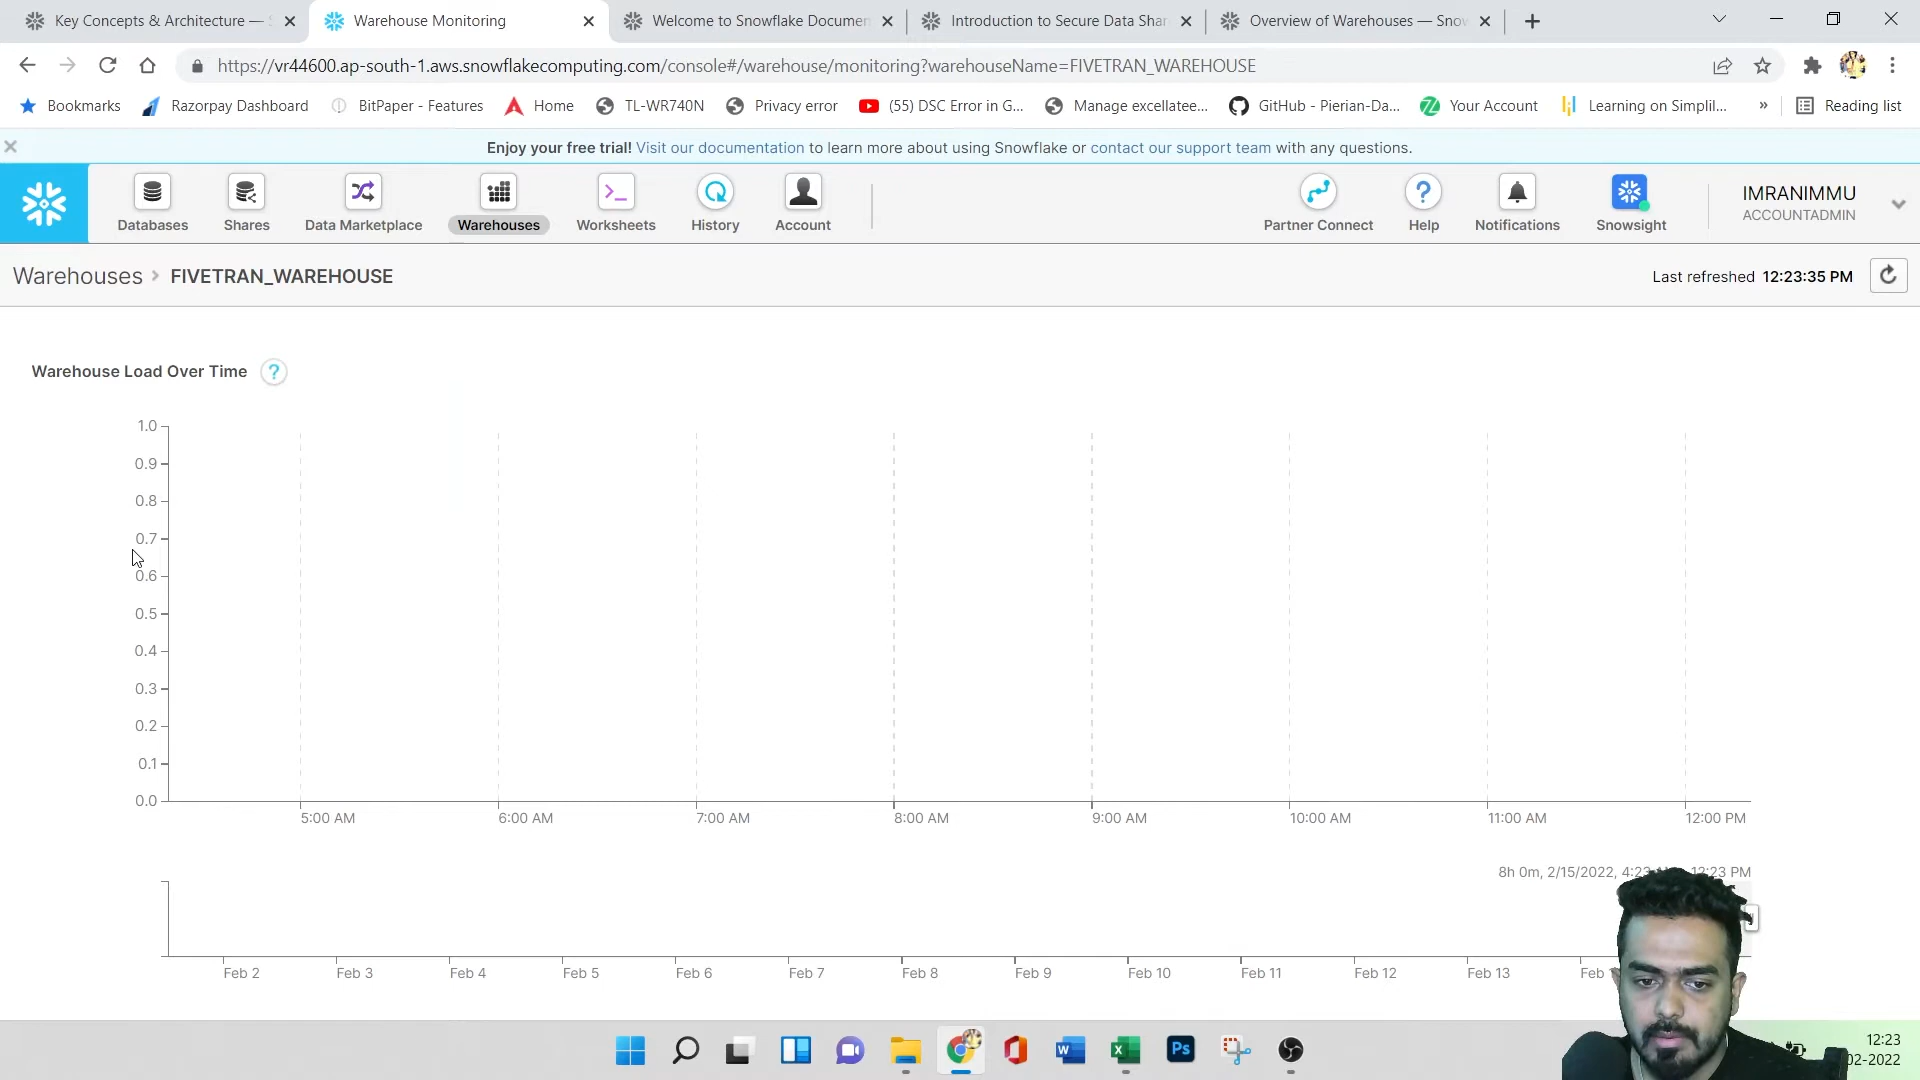 Key Concepts & Architecture —
Warehouse Monitoring
Welcome to Snowflake Documen
Introduction to Secure Data Shar
Overview of Warehouses — Snow
https://vr44600.ap-south-1.aws.snowflakecomputing.com/console#/warehouse/monitoring?warehouseName=FIVETRAN_WAREHOUSE
Bookmarks
Razorpay Dashboard
BitPaper - Features
Home
TL-WR740N
Privacy error
(55) DSC Error in G...
Manage excellatee...
GitHub - Pierian-Da...
Your Account
Learning on Simplil...
»
Reading list
Enjoy your free trial! Visit our documentation to learn more about using Snowflake or contact our support team with any questions.
Databases
Shares
Data Marketplace
Warehouses
Worksheets
History
Account
Partner Connect
Help
Notifications
Snowsight
IMRANIMMU
ACCOUNTADMIN
Warehouses > FIVETRAN_WAREHOUSE
Last refreshed 12:23:35 PM
Warehouse Load Over Time ?
1.0
0.9
0.8
0.7
0.6
0.5
0.4
0.3
0.2
0.1
0.0
5:00 AM
6:00 AM
7:00 AM
8:00 AM
9:00 AM
10:00 AM
11:00 AM
12:00 PM
8h 0m, 2/15/2022, 4:23 12:23 PM
Feb 2
Feb 3
Feb 4
Feb 5
Feb 6
Feb 7
Feb 8
Feb 9
Feb 10
Feb 11
Feb 12
Feb 13
Feb
12:23
02-2022